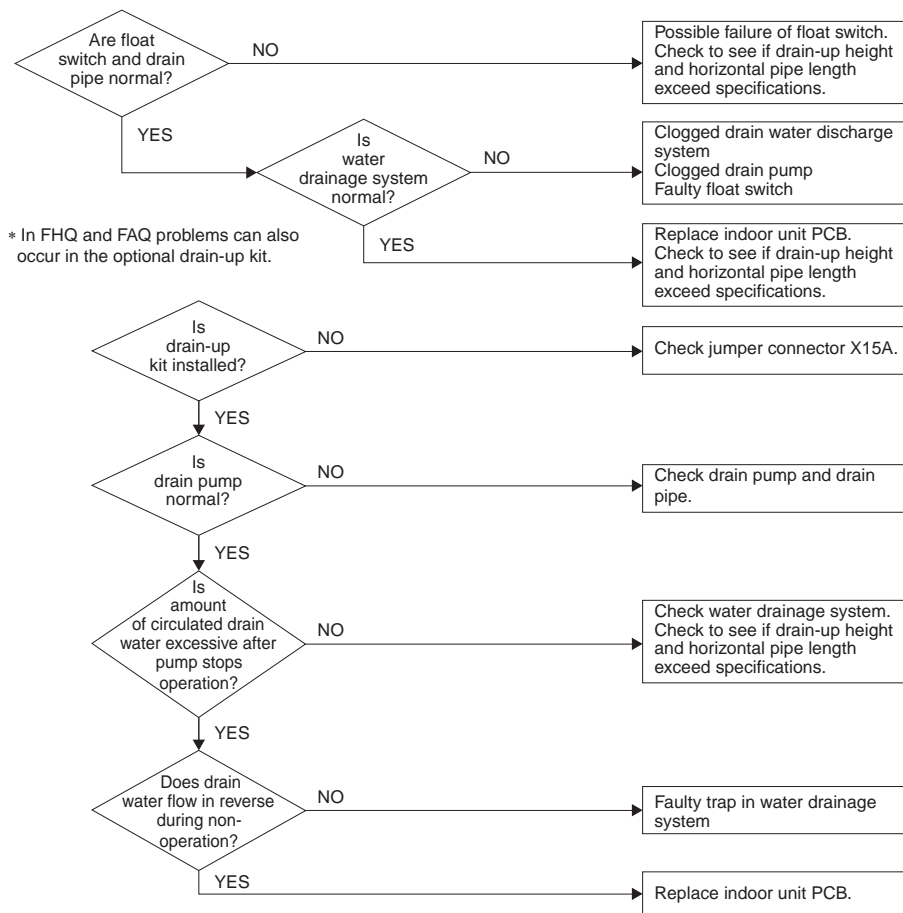 Are float
switch and drain
pipe normal?
NO
Possible failure of float switch.
Check to see if drain-up height
and horizontal pipe length
exceed specifications.
YES
Is
water
drainage system
normal?
NO
Clogged drain water discharge
system
Clogged drain pump
Faulty float switch
YES
Replace indoor unit PCB.
Check to see if drain-up height
and horizontal pipe length
exceed specifications.
* In FHQ and FAQ problems can also
occur in the optional drain-up kit.
Is
drain-up
kit installed?
NO
Check jumper connector X15A.
YES
Is
drain pump
normal?
NO
Check drain pump and drain
pipe.
YES
Is
amount
of circulated drain
water excessive after
pump stops
operation?
NO
Check water drainage system.
Check to see if drain-up height
and horizontal pipe length
exceed specifications.
YES
Does drain
water flow in reverse
during non-
operation?
NO
Faulty trap in water drainage
system
YES
Replace indoor unit PCB.